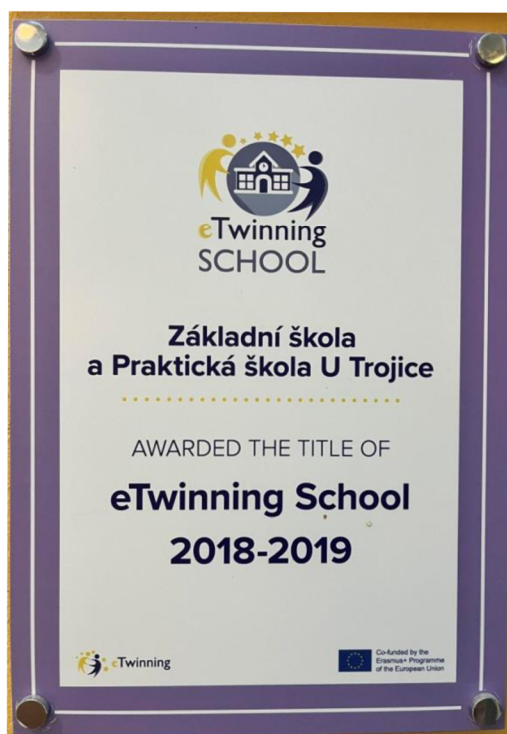 eTwinning
SCHOOL
Základní škola
a Praktická škola U Trojice
AWARDED THE TITLE OF
eTwinning School
2018-2019
eTwinning
Co-funded by the
Erasmus+ Programme
of the European Union